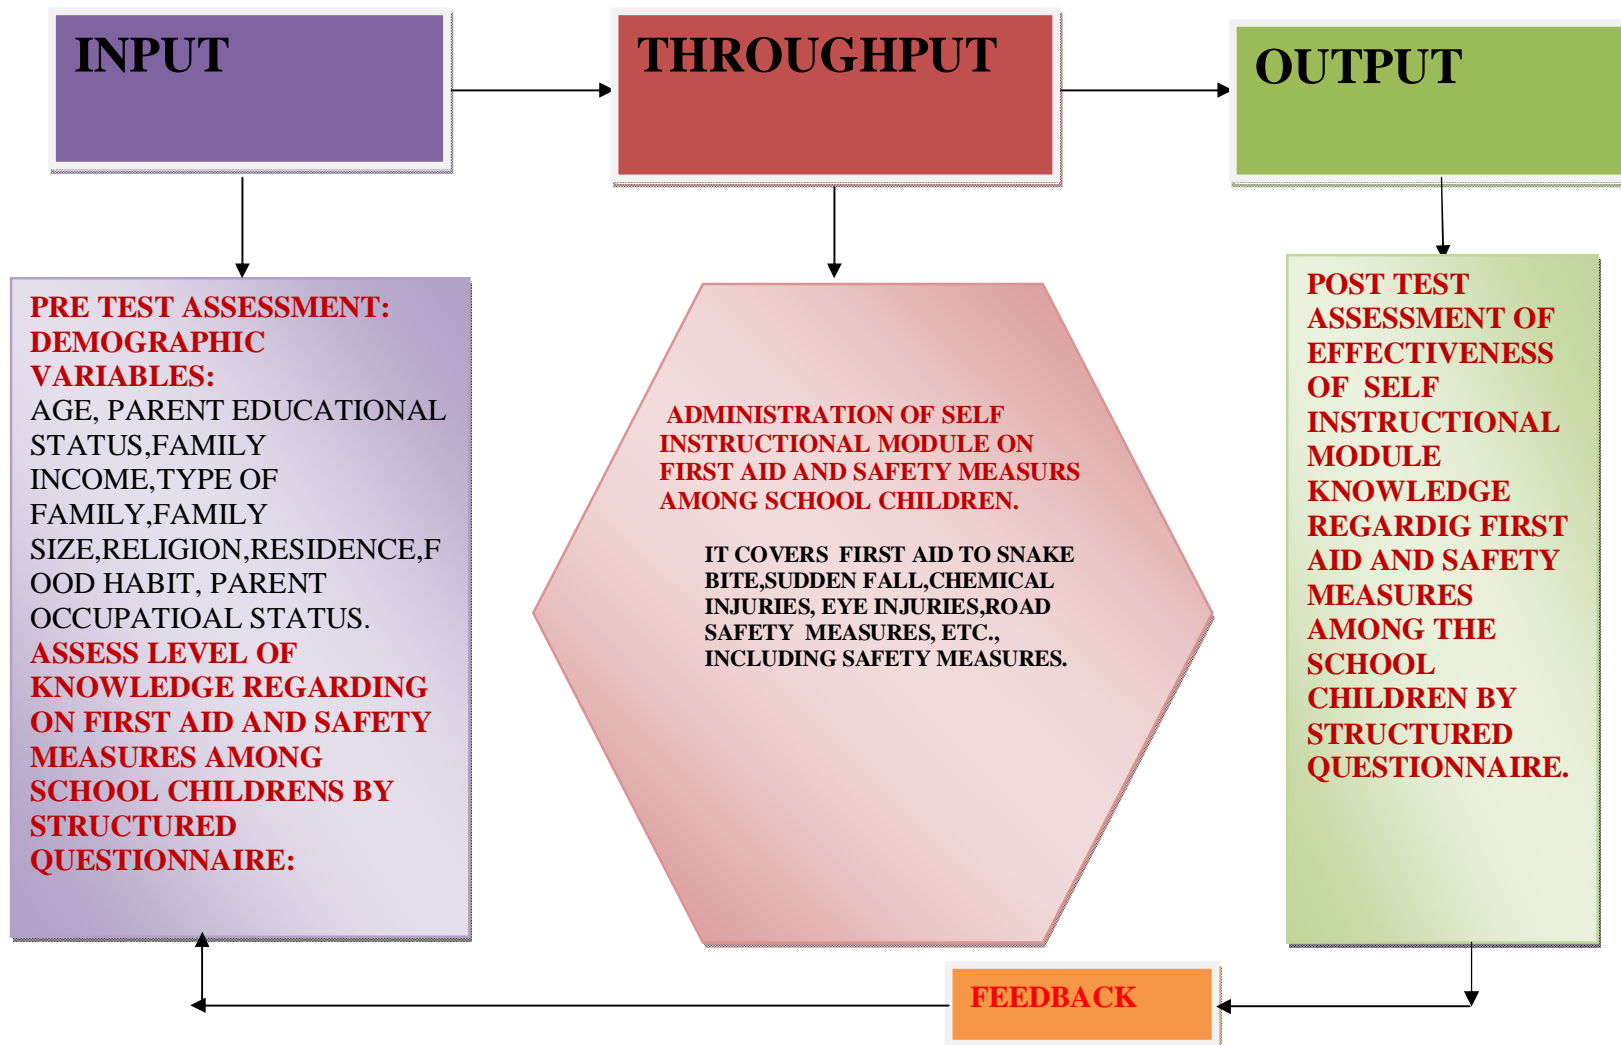 INPUT
THROUGHPUT
OUTPUT
PRE TEST ASSESSMENT:
DEMOGRAPHIC
VARIABLES:
AGE, PARENT EDUCATIONAL
STATUS,FAMILY
INCOME,TYPE OF
FAMILY,FAMILY
SIZE,RELIGION,RESIDENCE,F
OOD HABIT, PARENT
OCCUPATIOAL STATUS.
ASSESS LEVEL OF
KNOWLEDGE REGARDING
ON FIRST AID AND SAFETY
MEASURES AMONG
SCHOOL CHILDRENS BY
STRUCTURED
QUESTIONNAIRE:
ADMINISTRATION OF SELF
INSTRUCTIONAL MODULE ON
FIRST AID AND SAFETY MEASURS
AMONG SCHOOL CHILDREN.
IT COVERS  FIRST AID TO SNAKE
BITE,SUDDEN FALL,CHEMICAL
INJURIES, EYE INJURIES,ROAD
SAFETY  MEASURES, ETC.,
INCLUDING SAFETY MEASURES.
POST TEST
ASSESSMENT OF
EFFECTIVENESS
OF  SELF
INSTRUCTIONAL
MODULE
KNOWLEDGE
REGARDIG FIRST
AID AND SAFETY
MEASURES
AMONG THE
SCHOOL
CHILDREN BY
STRUCTURED
QUESTIONNAIRE.
FEEDBACK